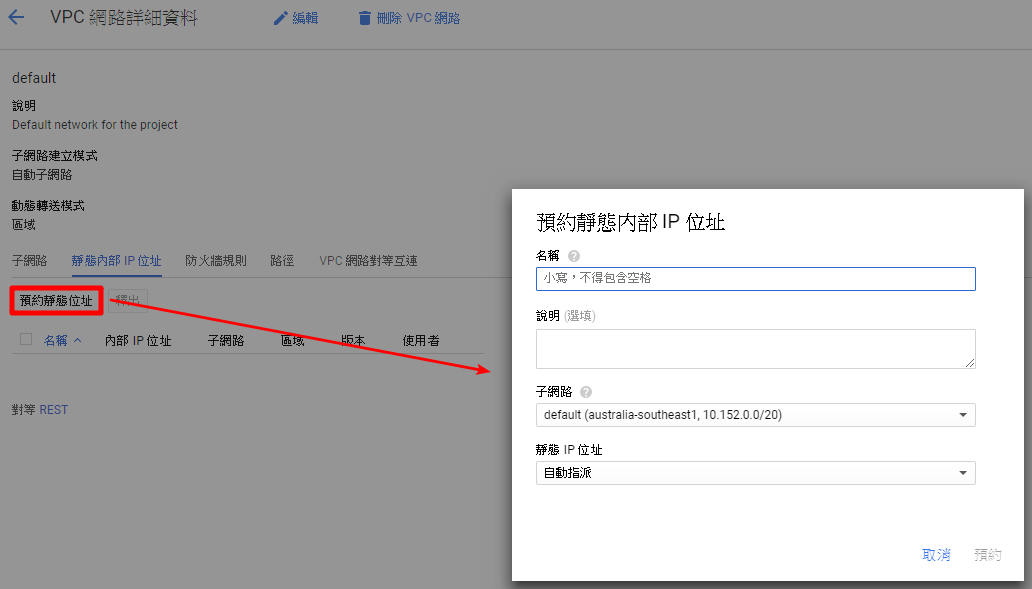 VPC 網路詳細資料 編輯 刪除 VPC 網路
default
說明
Default network for the project
子網路建立模式
自動子網路
動態轉送模式
區域
子網路 靜態內部 IP 位址 防火牆規則 路徑 VPC 網路對等互連
預約靜態位址 釋出
名稱 內部 IP 位址 子網路 區域 版本 使用者
對等 REST
預約靜態內部 IP 位址
名稱
小寫，不得包含空格
說明 (選填)
子網路
default (australia-southeast1, 10.152.0.0/20)
靜態 IP 位址
自動指派
取消 預約